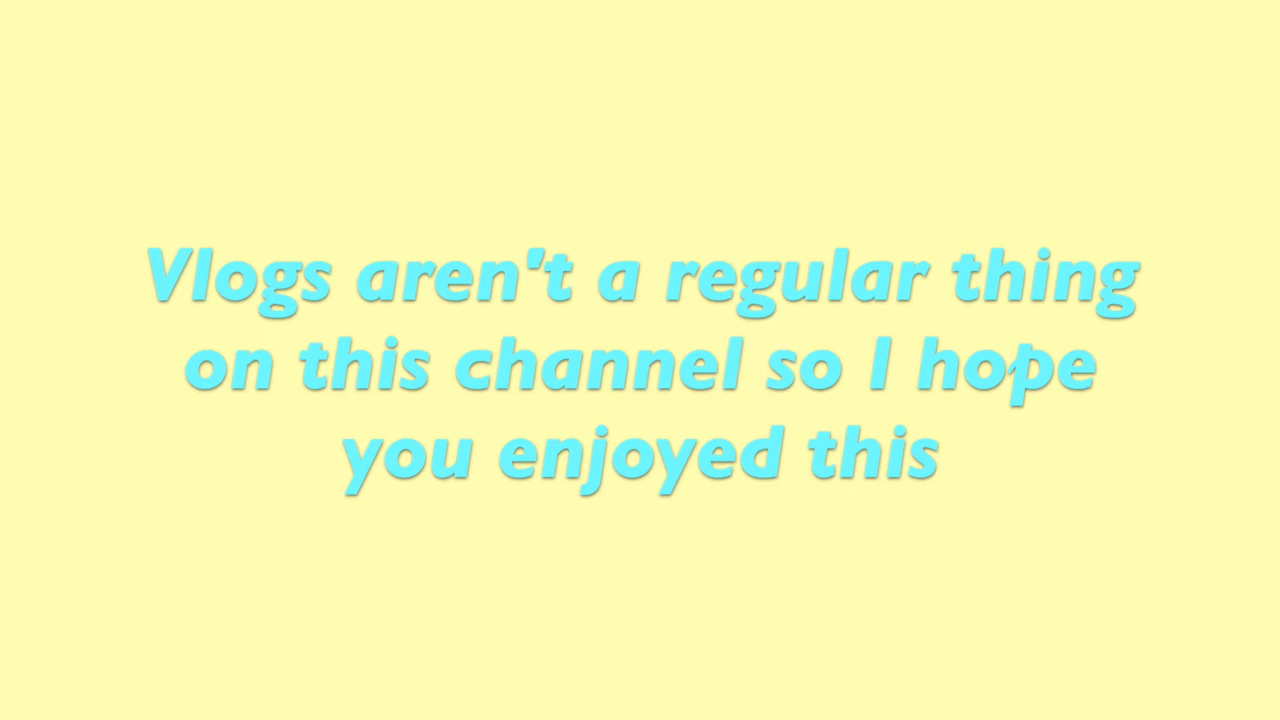 Vlogs aren't a regular thing
on this channel so I hope
you enjoyed this